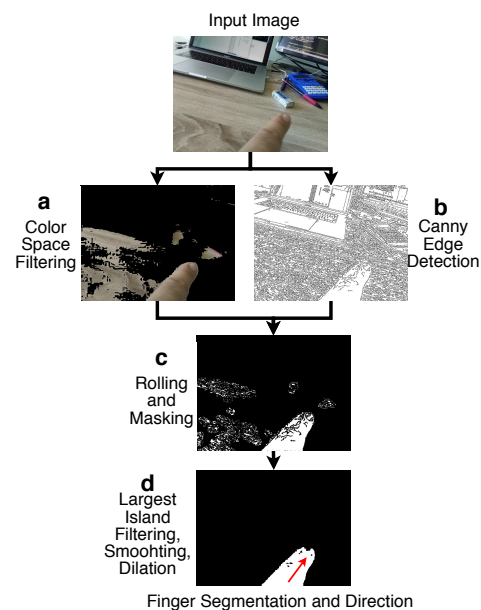 Input Image
a
Color
Space
Filtering
b
Canny
Edge
Detection
c
Rolling
and
Masking
d
Largest
Island
Filtering,
Smoohting,
Dilation
Finger Segmentation and Direction